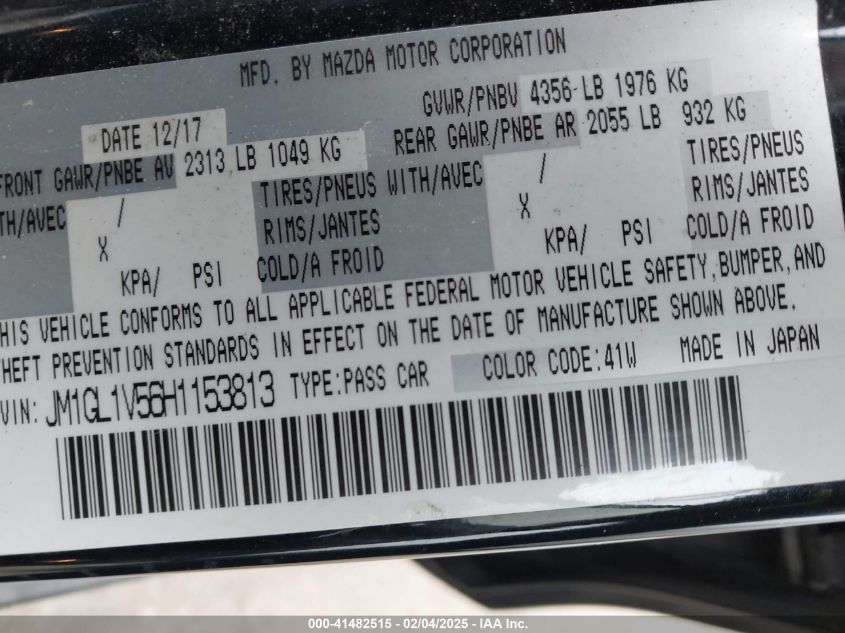 MFD. BY MAZDA MOTOR CORPORATION
DATE 12/17 GVWR/PNBV 4356 LB 1976 KG
FRONT GAWR/PNBE AV 2313 LB 1049 KG REAR GAWR/PNBE AR 2055 LB 932 KG
TH/AVEC / TIRES/PNEUS WITH/AVEC / TIRES/PNEUS
X RIMS/JANTES X RIMS/JANTES
KPA/ PSI COLD/A FROID KPA/ PSI COLD/A FROID
HIS VEHICLE CONFORMS TO ALL APPLICABLE FEDERAL MOTOR VEHICLE SAFETY,BUMPER,AND
HEFT PREVENTION STANDARDS IN EFFECT ON THE DATE OF MANUFACTURE SHOWN ABOVE.
VIN: JM1GL1V56H1153813 TYPE:PASS CAR COLOR CODE:41W MADE IN JAPAN
000-41482515 - 02/04/2025 - IAA Inc.